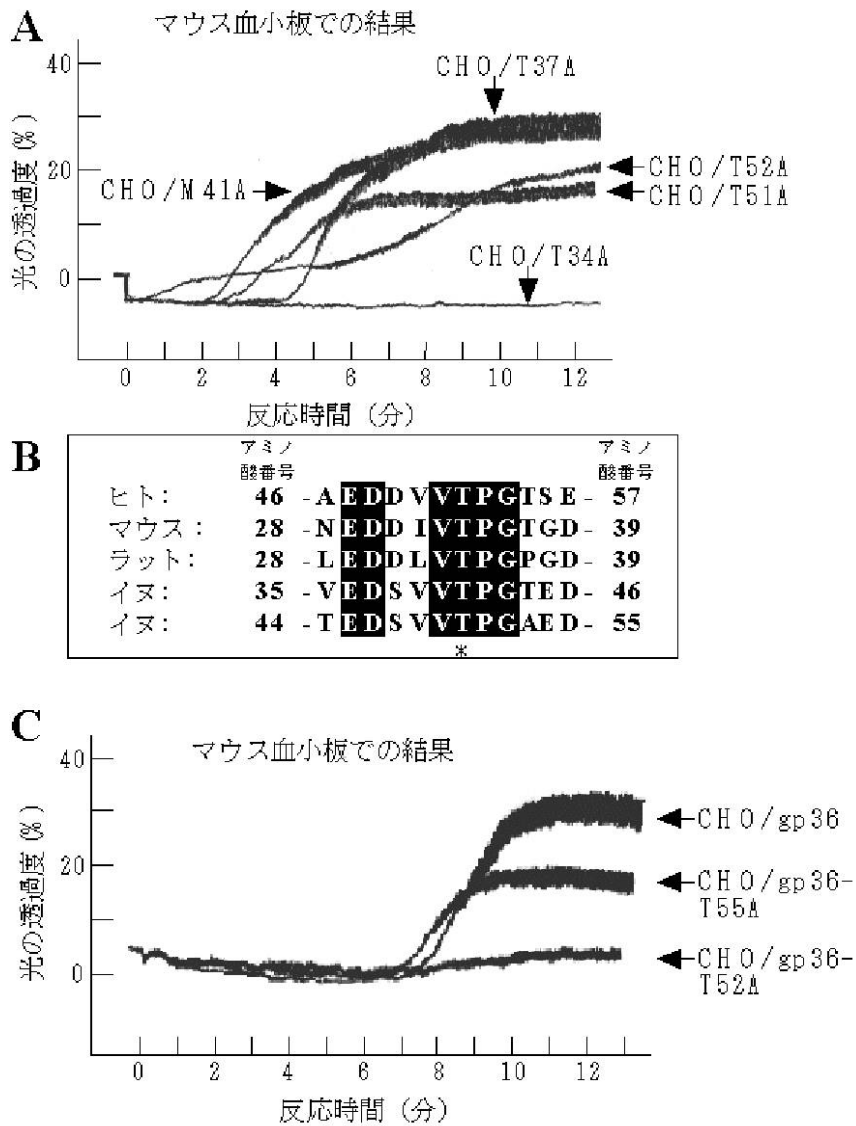 A
マウス血小板での結果
光の透過度(%)
40
20
0
CHO/T37A
CHO/M41A
CHO/T52A
CHO/T51A
CHO/T34A
0 2 4 6 8 10 12
反応時間 (分)
B
アミノ アミノ
酸番号 酸番号
ヒト: 46 -AEDDVVTPGTSE- 57
マウス: 28 -NEDDIVTPGTGD- 39
ラット: 28 -LEDDLVTPGPGD- 39
イヌ: 35 -VEDSVVTPGTED- 46
イヌ: 44 -TEDSVVTPGAED- 55
*
C
マウス血小板での結果
光の透過度(%)
40
20
0
CHO/gp36
CHO/gp36-
T55A
CHO/gp36-
T52A
0 2 4 6 8 10 12
反応時間 (分)